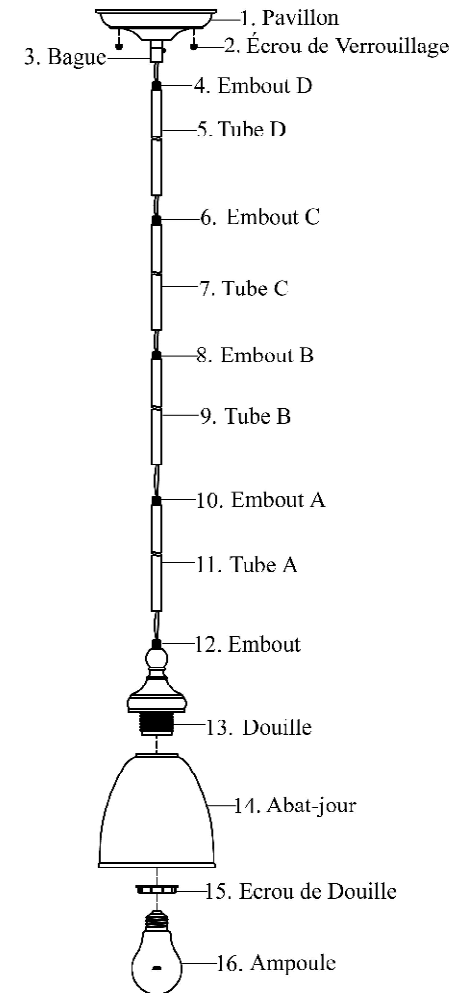 1. Pavillon
2. Écrou de Verrouillage
3. Bague
4. Embout D
5. Tube D
6. Embout C
7. Tube C
8. Embout B
9. Tube B
10. Embout A
11. Tube A
12. Embout
13. Douille
14. Abat-jour
15. Ecrou de Douille
16. Ampoule